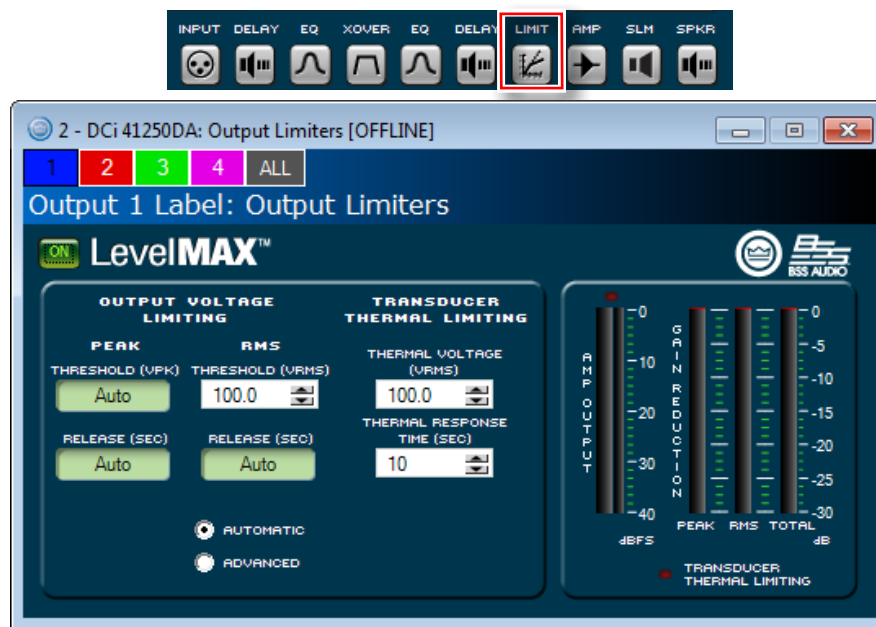 INPUT DELAY EQ XOVER EQ DELAY LIMIT AMP SLM SPKR
2 - DCi 41250DA: Output Limiters [OFFLINE]
1 2 3 4 ALL
Output 1 Label: Output Limiters
ON LevelMAX™
BSS AUDIO
OUTPUT VOLTAGE
LIMITING
PEAK RMS
THRESHOLD (VPK) THRESHOLD (VRMS)
Auto 100.0
RELEASE (SEC) RELEASE (SEC)
Auto Auto
AUTOMATIC
ADVANCED
TRANSDUCER
THERMAL LIMITING
THERMAL VOLTAGE
(VRMS)
100.0
THERMAL RESPONSE
TIME (SEC)
10
AMP OUTPUT
0
-10
-20
-30
-40
dBFS
GAIN REDUCTION
0
-5
-10
-15
-20
-25
-30
PEAK RMS TOTAL
dB
TRANSDUCER
THERMAL LIMITING